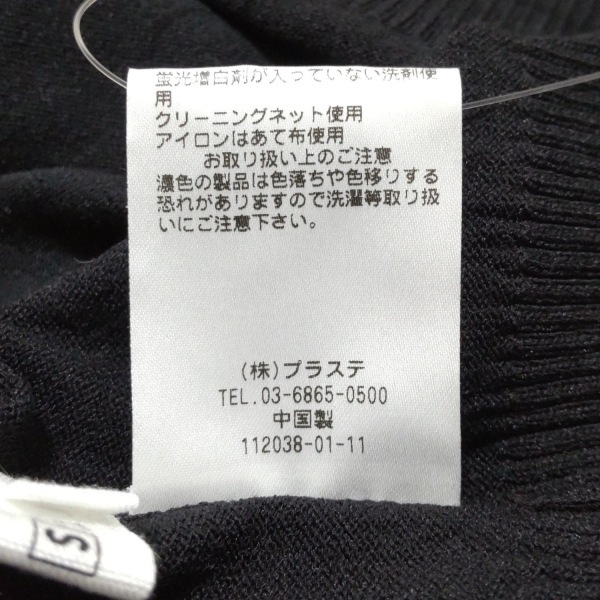 蛍光増白剤が入っていない洗剤使
用
クリーニングネット使用
アイロンはあて布使用
お取り扱い上のご注意
濃色の製品は色落ちや色移りする
恐れがありますので洗濯等取り扱
いにご注意下さい。
(株)プラステ
TEL.03-6865-0500
中国製
112038-01-11
S